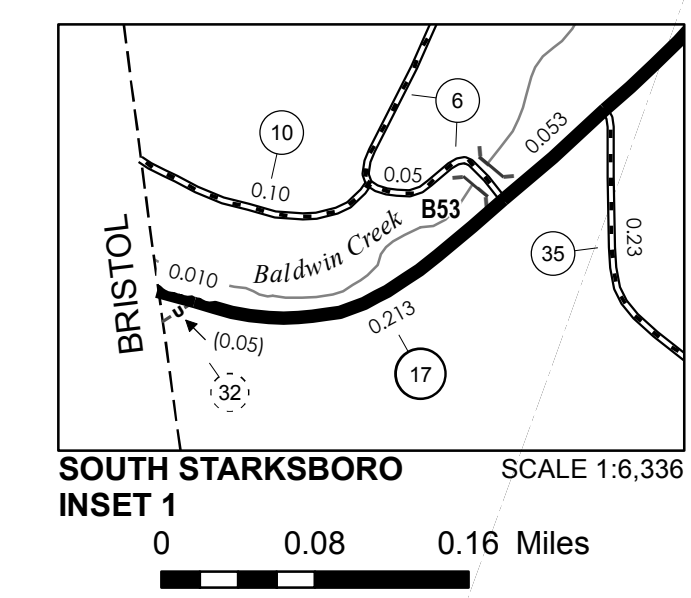 6
10
0.053
0.05
0.10
B53
Baldwin Creek
35
0.23
BRISTOL
0.010
0.213
(0.05)
17
32
SOUTH STARKSBORO
SCALE 1:6,336
INSET 1
0 0.08 0.16 Miles